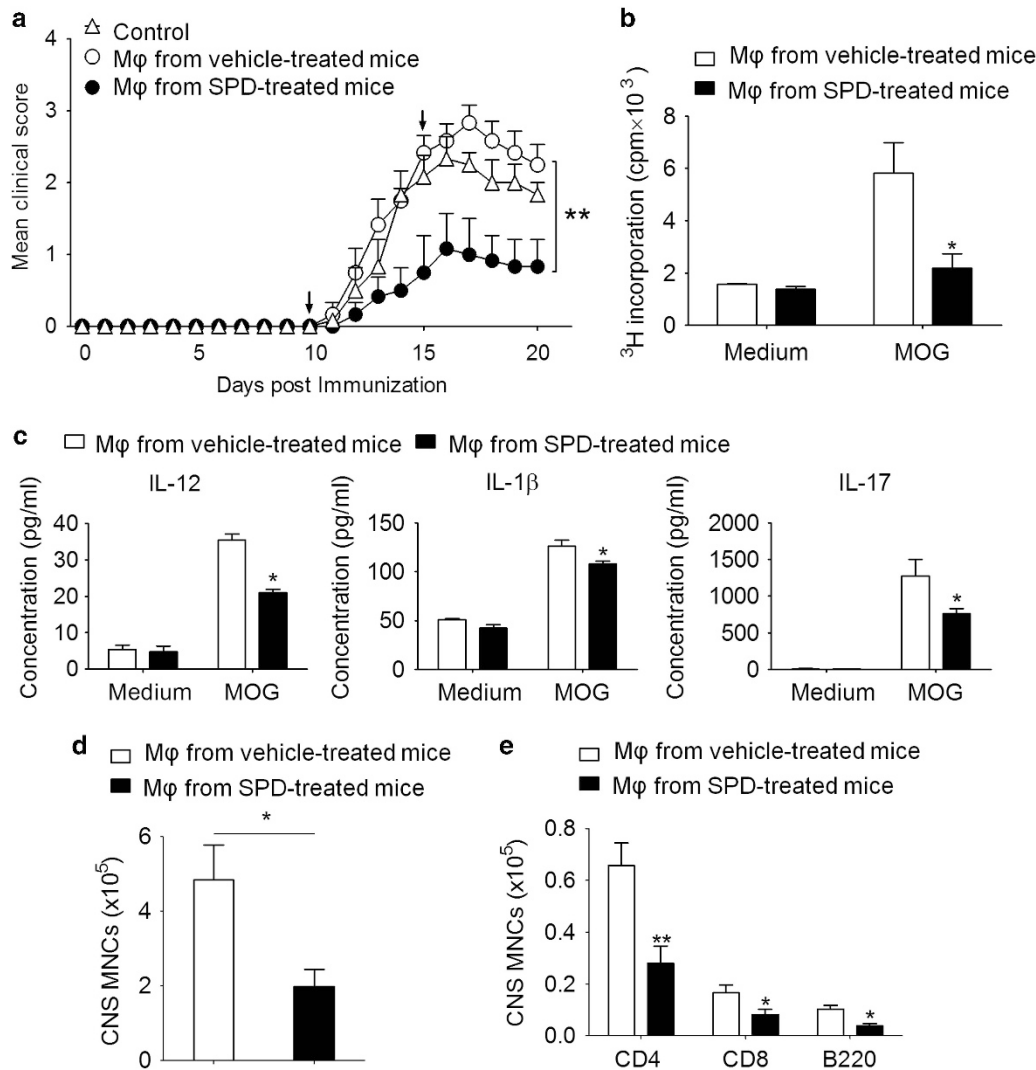 a
Control
Mφ from vehicle-treated mice
Mφ from SPD-treated mice
Mean clinical score
4
3
2
1
0
**
0 5 10 15 20
Days post Immunization
b
Mφ from vehicle-treated mice
Mφ from SPD-treated mice
³H incorporation (cpm×10³)
8
6
4
2
0
*
Medium MOG
c
Mφ from vehicle-treated mice Mφ from SPD-treated mice
IL-12
Concentration (pg/ml)
40
30
20
10
0
*
Medium MOG
IL-1β
Concentration (pg/ml)
150
100
50
0
*
Medium MOG
IL-17
Concentration (pg/ml)
2000
1500
1000
500
0
*
Medium MOG
d
Mφ from vehicle-treated mice
Mφ from SPD-treated mice
CNS MNCs (x10⁵)
6
4
2
0
*
e
Mφ from vehicle-treated mice
Mφ from SPD-treated mice
CNS MNCs (x10⁵)
0.8
0.6
0.4
0.2
0.0
** * *
CD4 CD8 B220